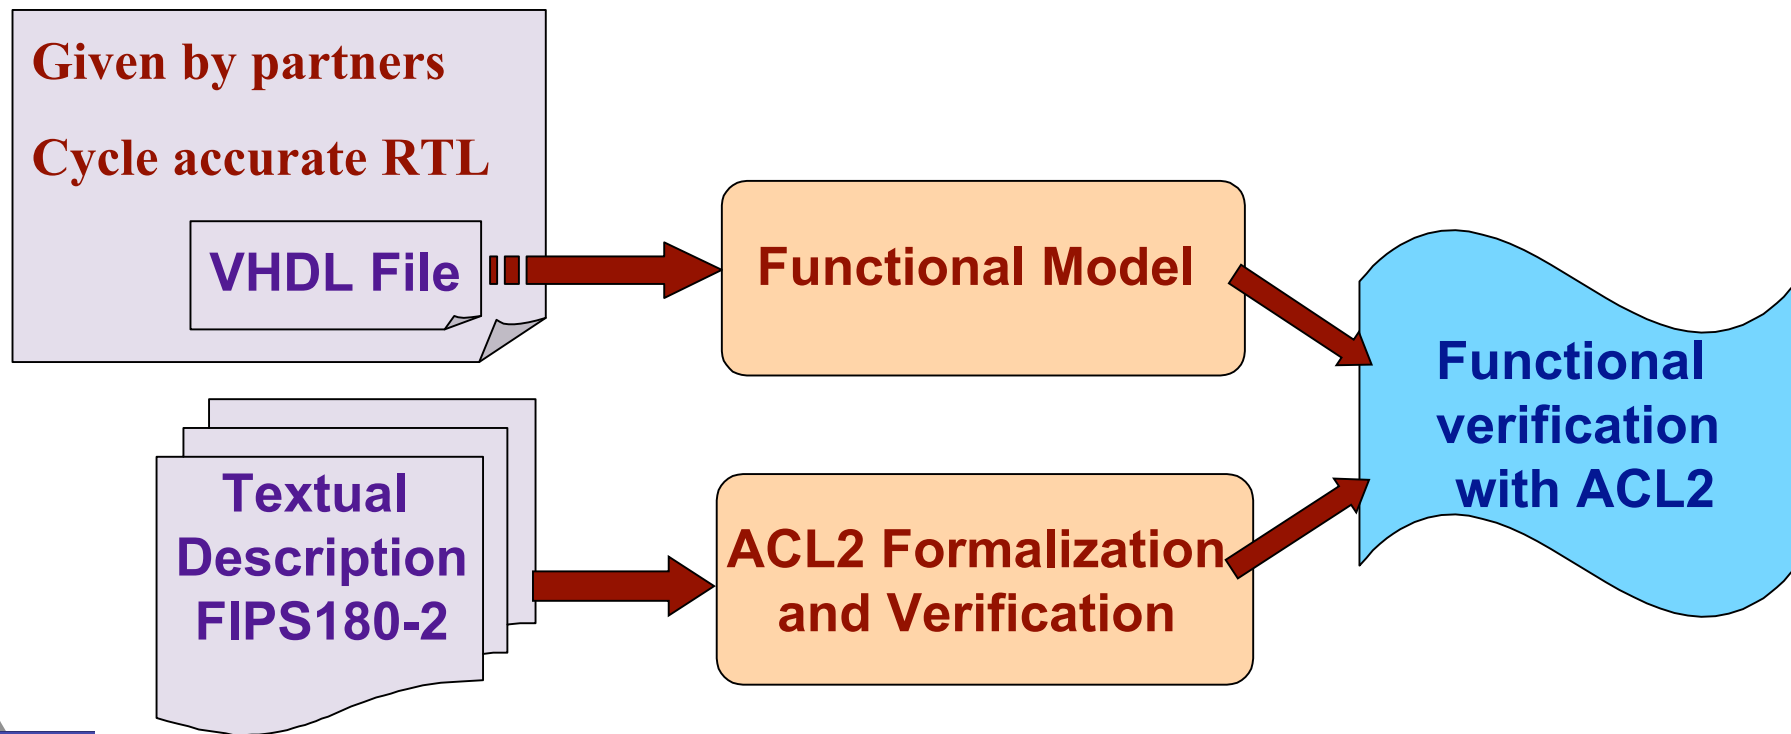 Given by partners
Cycle accurate RTL
VHDL File
Functional Model
Textual
Description
FIPS180-2
ACL2 Formalization
and Verification
Functional
verification
with ACL2